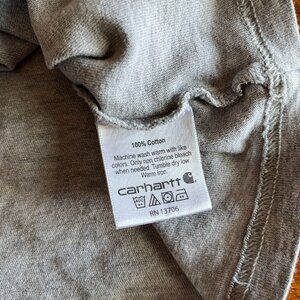 100% Cotton
Machine wash warm with like
colors. Only non chlorine bleach
when needed. Tumble dry low.
Warm iron.
carhartt
RN 13706